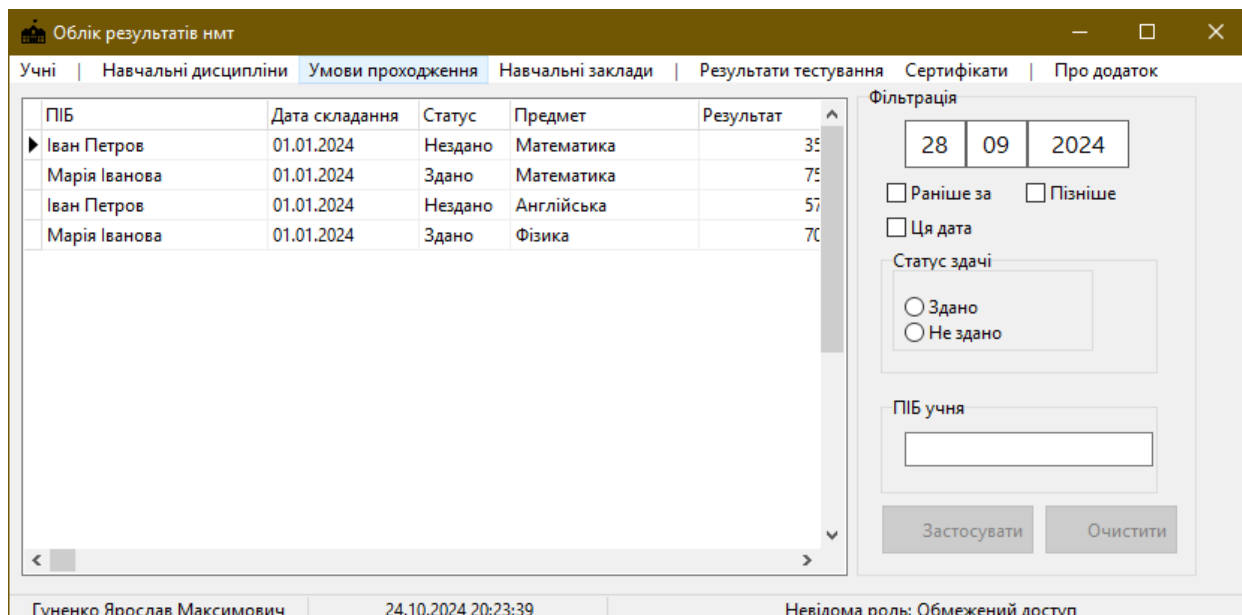 Облік результатів нмт
Учні | Навчальні дисципліни Умови проходження Навчальні заклади | Результати тестування Сертифікати | Про додаток
ПІБ Дата складання Статус Предмет Результат
Іван Петров 01.01.2024 Нездано Математика 35
Марія Іванова 01.01.2024 Здано Математика 75
Іван Петров 01.01.2024 Нездано Англійська 57
Марія Іванова 01.01.2024 Здано Фізика 70
Фільтрація
28 09 2024
Раніше за Пізніше
Ця дата
Статус здачі
Здано
Не здано
ПІБ учня
Застосувати Очистити
Гуненко Ярослав Максимович 24.10.2024 20:23:39 Невідома роль: Обмежений доступ